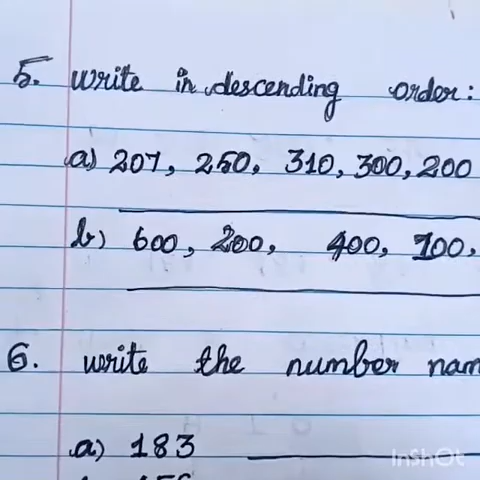 5. Write in descending order:
a) 207, 250, 310, 300, 200
b) 600, 200, 400, 100,
6. write the number nam
a) 183
InShot